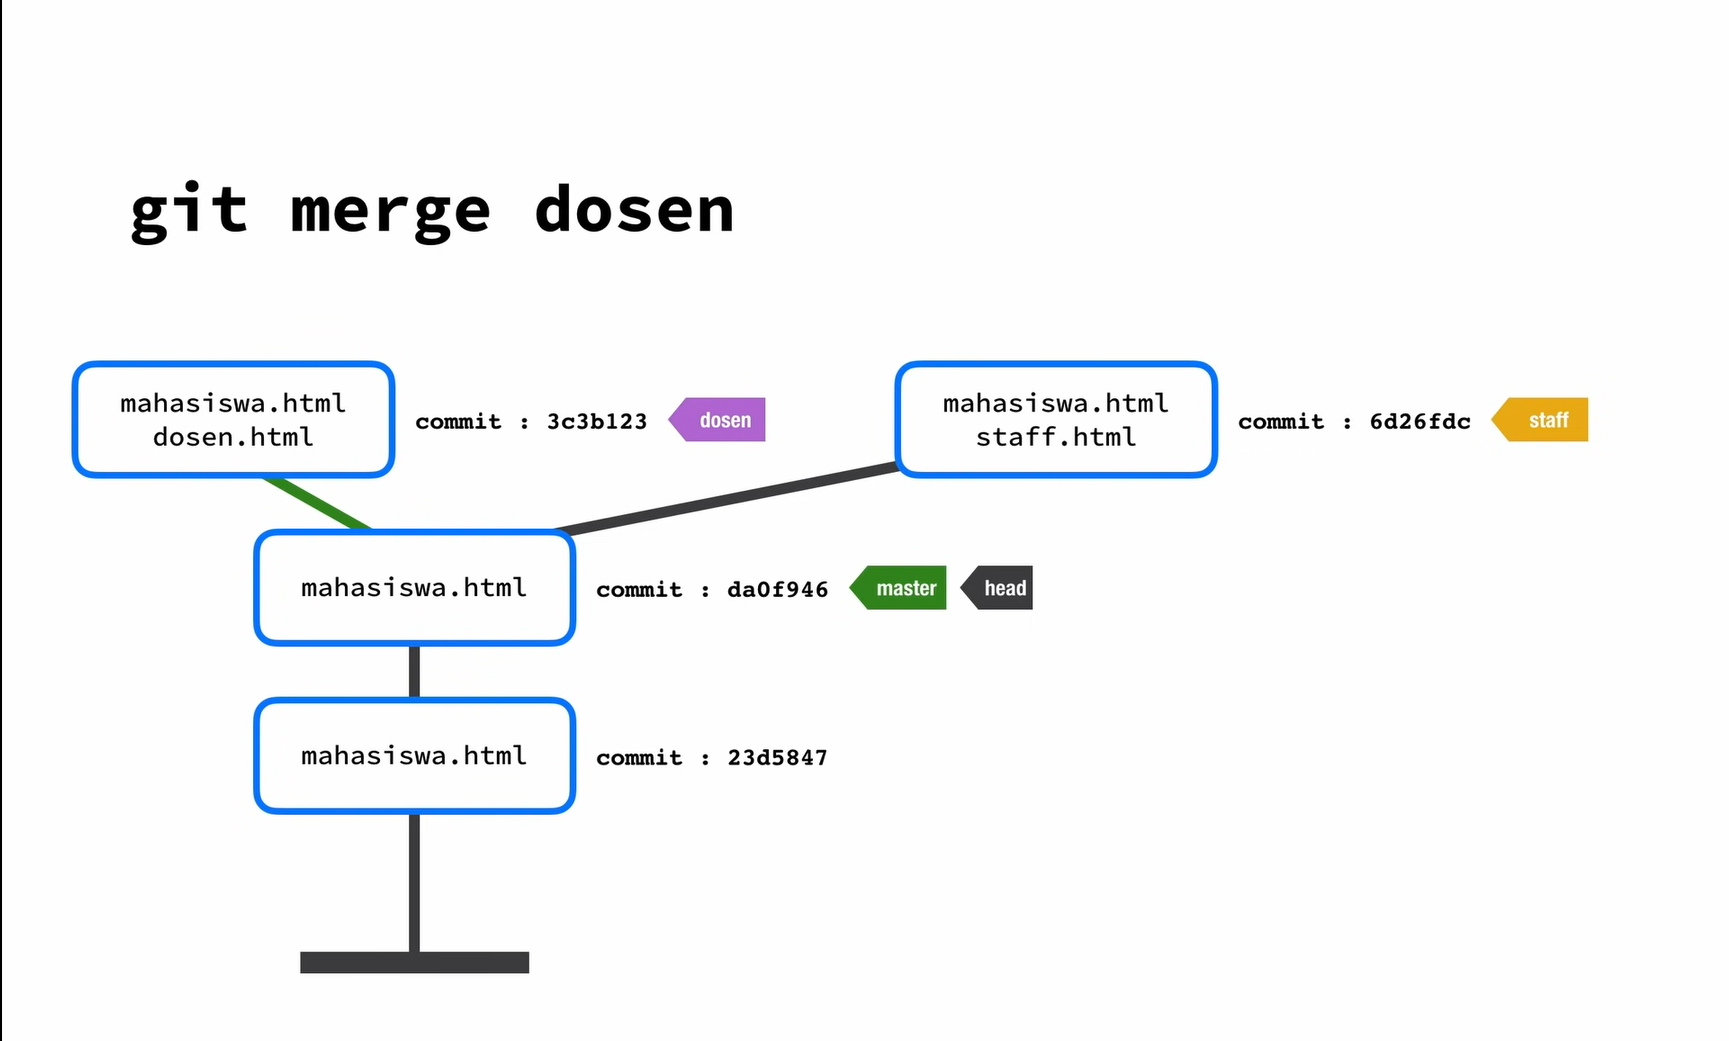 git merge dosen
mahasiswa.html
dosen.html
commit : 3c3b123
dosen
mahasiswa.html
staff.html
commit : 6d26fdc
staff
mahasiswa.html
commit : da0f946
master
head
mahasiswa.html
commit : 23d5847